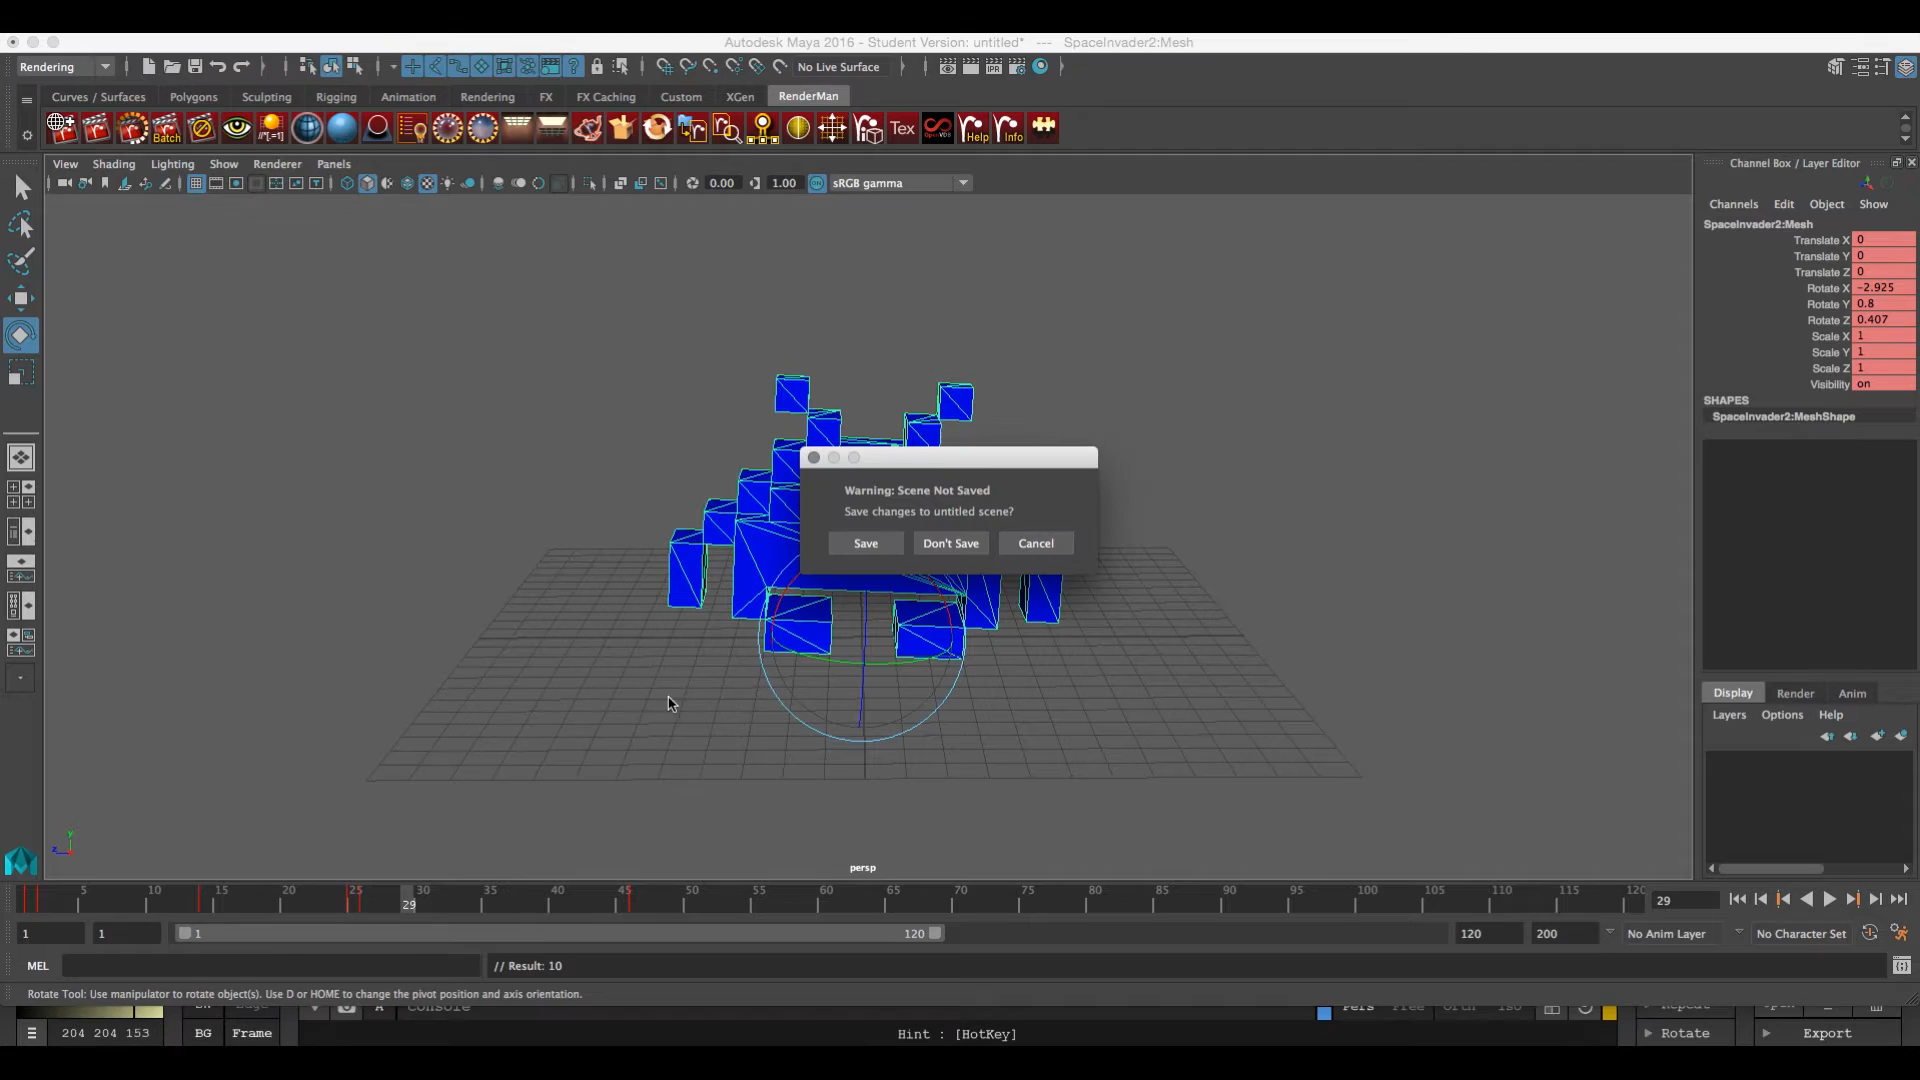 Autodesk Maya 2016 - Student Version: untitled* --- SpaceInvader2:Mesh
Rendering
No Live Surface
Curves / Surfaces Polygons Sculpting Rigging Animation Rendering FX FX Caching Custom XGen RenderMan
Batch
//*[.=1]
Tex
OpenVDB
Help
Info
View Shading Lighting Show Renderer Panels
0.00 1.00 sRGB gamma
Channel Box / Layer Editor
Channels Edit Object Show
SpaceInvader2:Mesh
Translate X 0
Translate Y 0
Translate Z 0
Rotate X -2.925
Rotate Y 0.8
Rotate Z 0.407
Scale X 1
Scale Y 1
Scale Z 1
Visibility on
SHAPES
SpaceInvader2:MeshShape
Warning: Scene Not Saved
Save changes to untitled scene?
Save Don't Save Cancel
Display Render Anim
Layers Options Help
y
z
persp
5 10 15 20 25 30 35 40 45 50 55 60 65 70 75 80 85 90 95 100 105 110 115 120
29
29
1 1 1 120 120 200 No Anim Layer No Character Set
MEL // Result: 10
Rotate Tool: Use manipulator to rotate object(s). Use D or HOME to change the pivot position and axis orientation.
Console
204 204 153 BG Frame Hint : [HotKey] Rotate Export